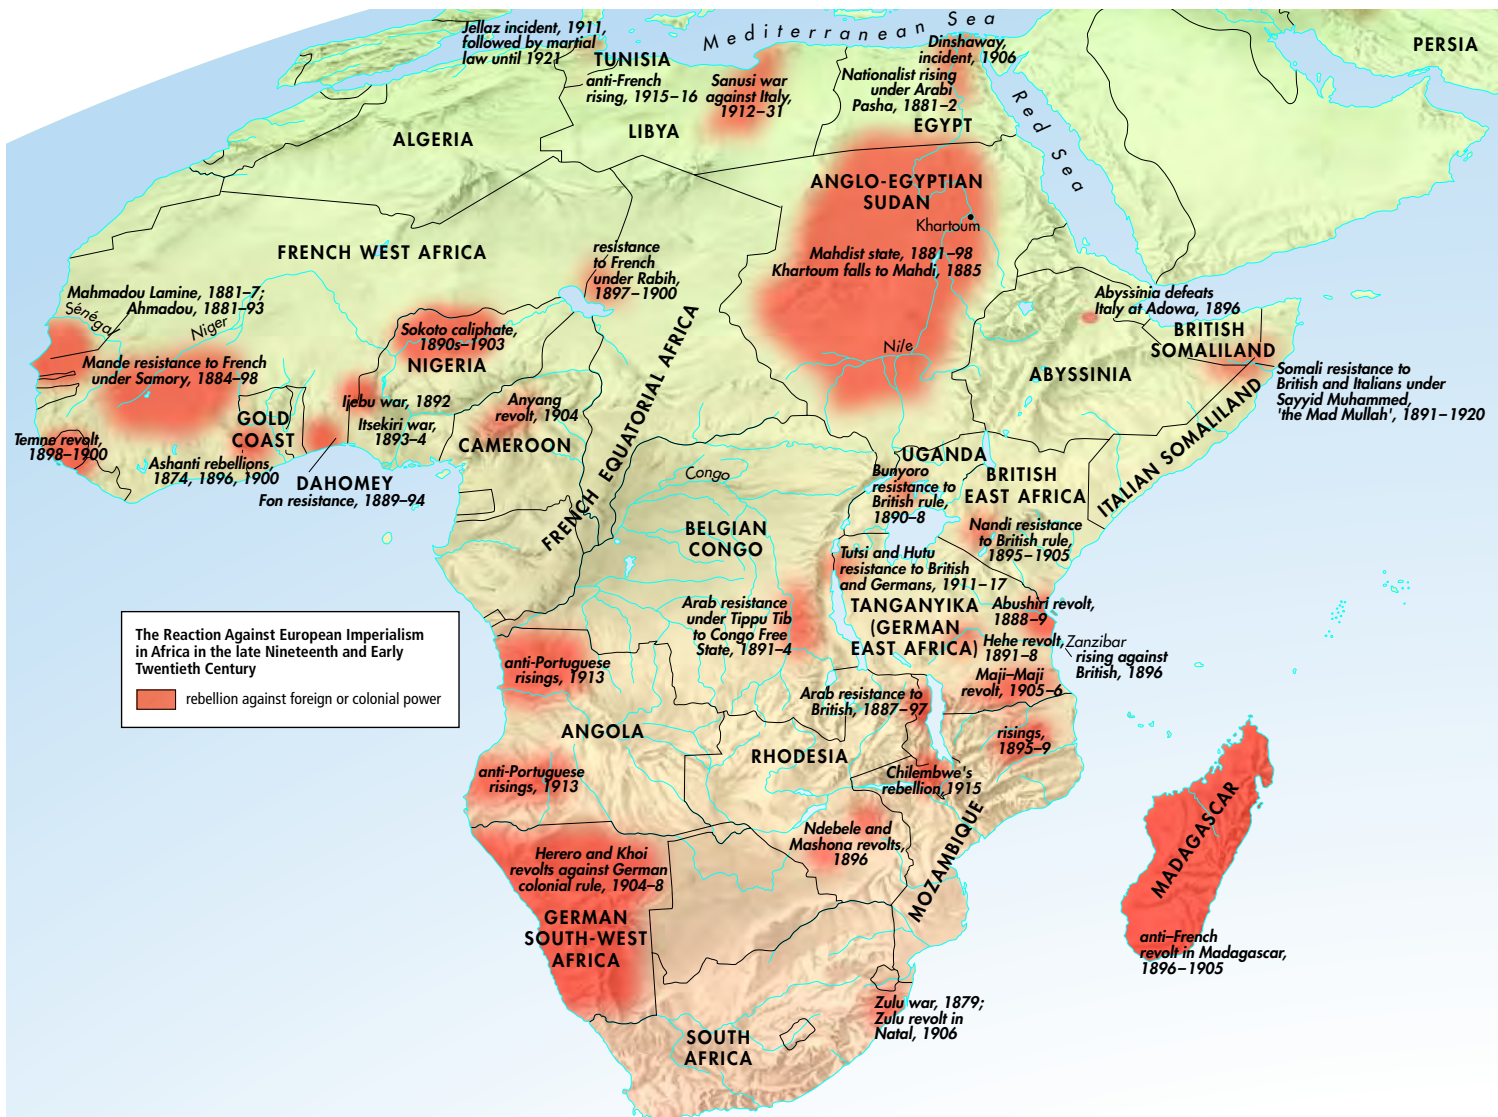 Jellaz incident, 1911,
followed by martial
law until 1921
Mediterranean Sea
Dinshaway,
incident, 1906
PERSIA
TUNISIA
anti-French
rising, 1915–16
Sanusi war
against Italy,
1912–31
Nationalist rising
under Arabi
Pasha, 1881–2
Red Sea
ALGERIA
LIBYA
EGYPT
ANGLO-EGYPTIAN
SUDAN
Khartoum
FRENCH WEST AFRICA
resistance
to French
under Rabih,
1897–1900
Mahdist state, 1881–98
Khartoum falls to Mahdi, 1885
Mahmadou Lamine, 1881–7;
Ahmadou, 1881–93
Sénéga
Niger
Abyssinia defeats
Italy at Adowa, 1896
Sokoto caliphate,
1890s–1903
NIGERIA
BRITISH
SOMALILAND
Mande resistance to French
under Samory, 1884–98
Nile
ABYSSINIA
Somali resistance to
British and Italians under
Sayyid Muhammed,
'the Mad Mullah', 1891–1920
Ijebu war, 1892
Itsekiri war,
1893–4
Anyang
revolt, 1904
CAMEROON
GOLD
COAST
FRENCH EQUATORIAL AFRICA
ITALIAN SOMALILAND
Temne revolt,
1898–1900
Ashanti rebellions,
1874, 1896, 1900
DAHOMEY
Fon resistance, 1889–94
UGANDA
Bunyoro
resistance to
British rule,
1890–8
BRITISH
EAST AFRICA
Congo
Nandi resistance
to British rule,
1895–1905
BELGIAN
CONGO
Tutsi and Hutu
resistance to British
and Germans, 1911–17
Arab resistance
under Tippu Tib
to Congo Free
State, 1891–4
TANGANYIKA
(GERMAN
EAST AFRICA)
Abushiri revolt,
1888–9
Hehe revolt,
1891–8
Zanzibar
rising against
British, 1896
Maji–Maji
revolt, 1905–6
The Reaction Against European Imperialism
in Africa in the late Nineteenth and Early
Twentieth Century
rebellion against foreign or colonial power
anti-Portuguese
risings, 1913
Arab resistance to
British, 1887–97
ANGOLA
RHODESIA
risings,
1895–9
anti-Portuguese
risings, 1913
Chilembwe's
rebellion,1915
MOZAMBIQUE
MADAGASCAR
Ndebele and
Mashona revolts,
1896
Herero and Khoi
revolts against German
colonial rule, 1904–8
GERMAN
SOUTH-WEST
AFRICA
anti–French
revolt in Madagascar,
1896–1905
Zulu war, 1879;
Zulu revolt in
Natal, 1906
SOUTH
AFRICA